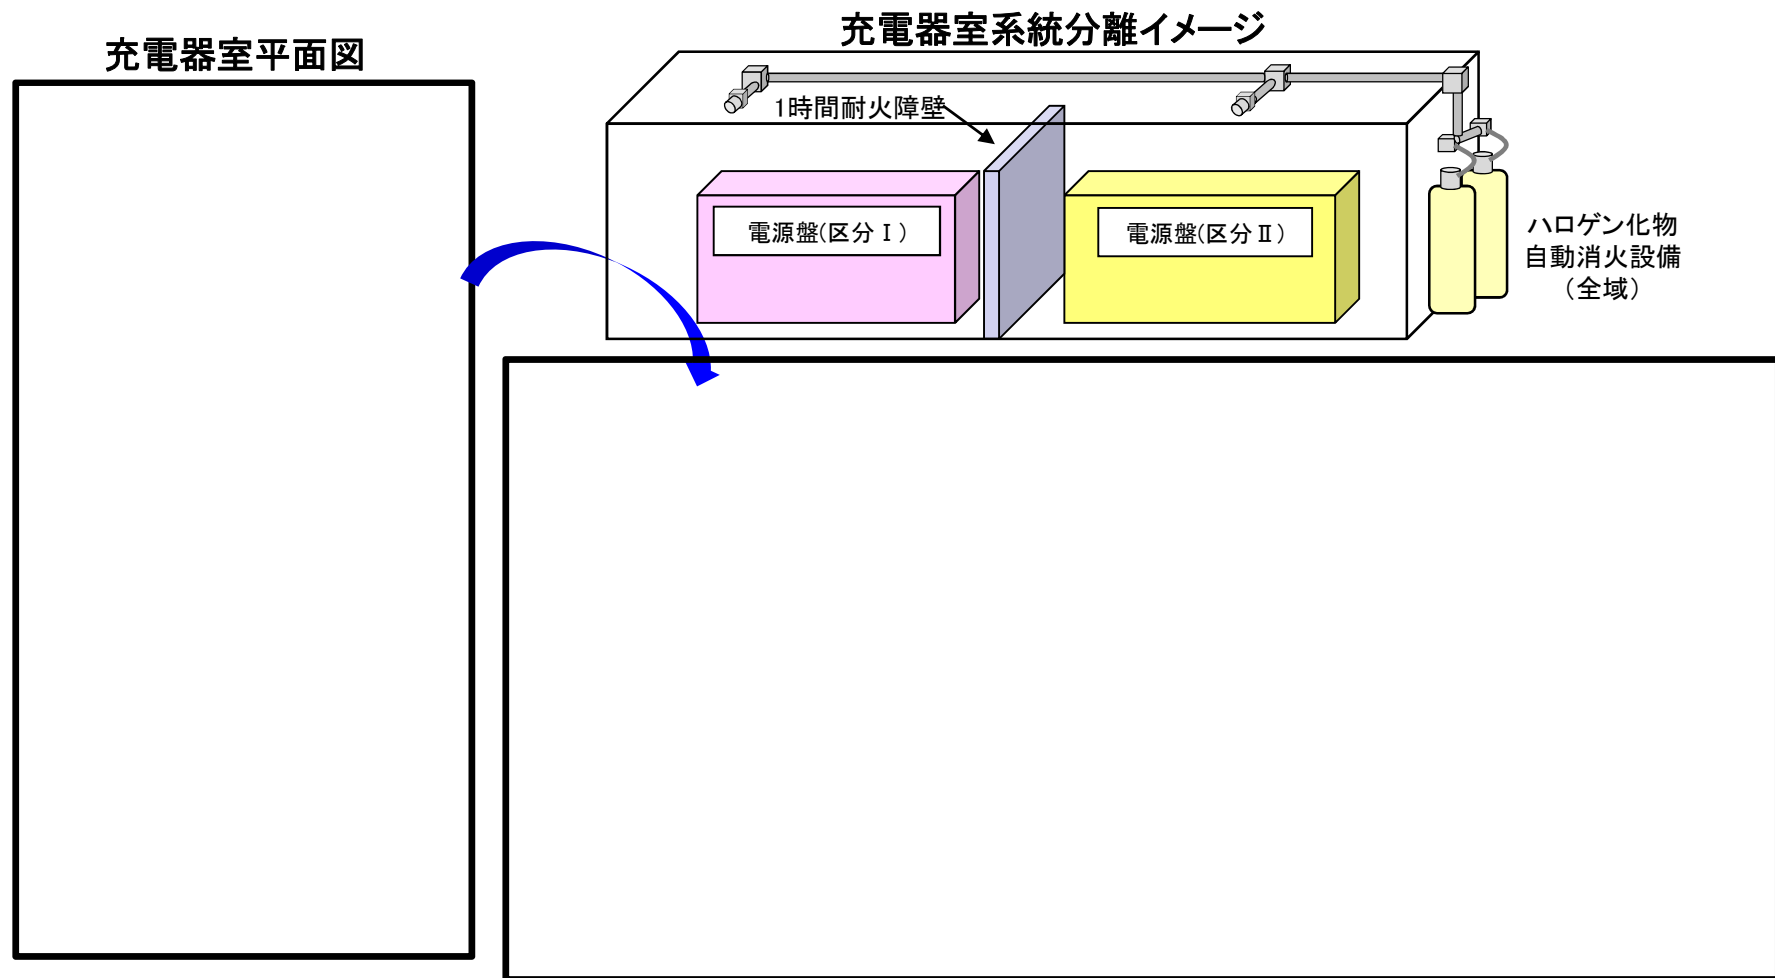 充電器室平面図
充電器室系統分離イメージ
1時間耐火障壁
電源盤(区分Ⅰ)
電源盤(区分Ⅱ)
ハロゲン化物
自動消火設備
(全域)